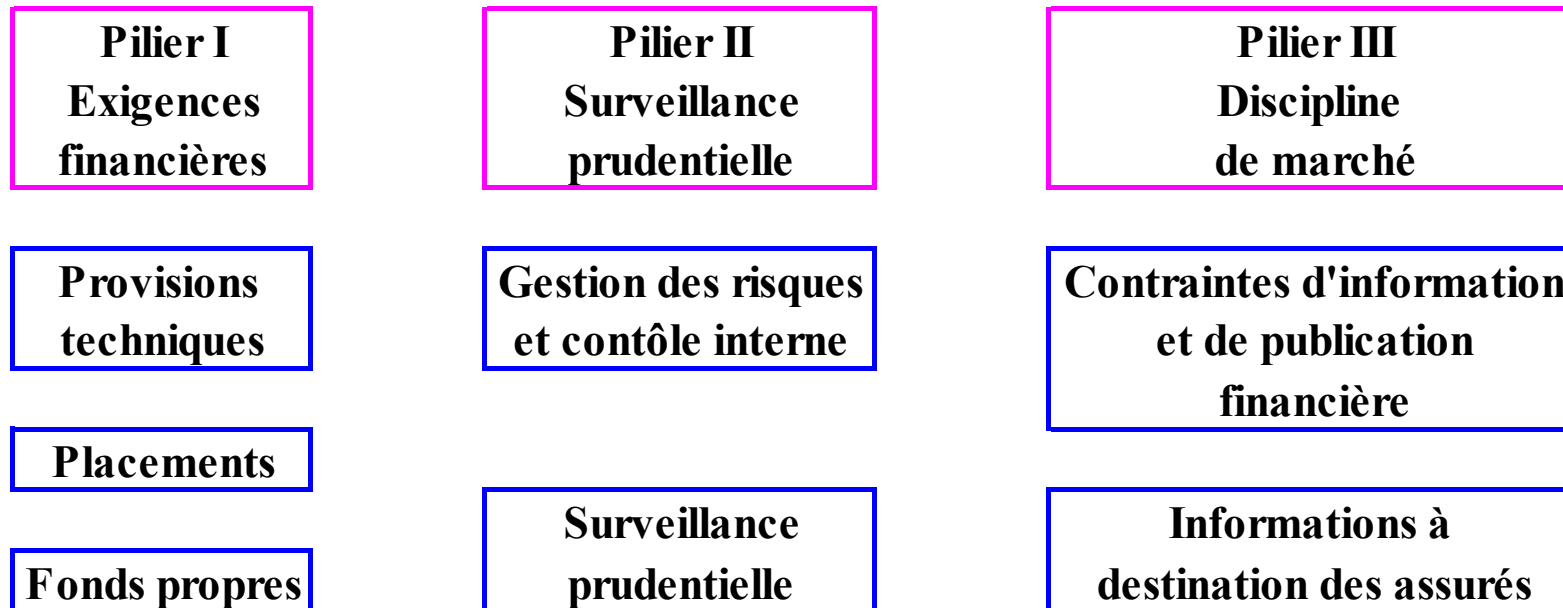 Pilier I
Exigences
financières
Pilier II
Surveillance
prudentielle
Pilier III
Discipline
de marché
Provisions
techniques
Placements
Fonds propres
Gestion des risques
et contôle interne
Surveillance
prudentielle
Contraintes d'information
et de publication
financière
Informations à
destination des assurés